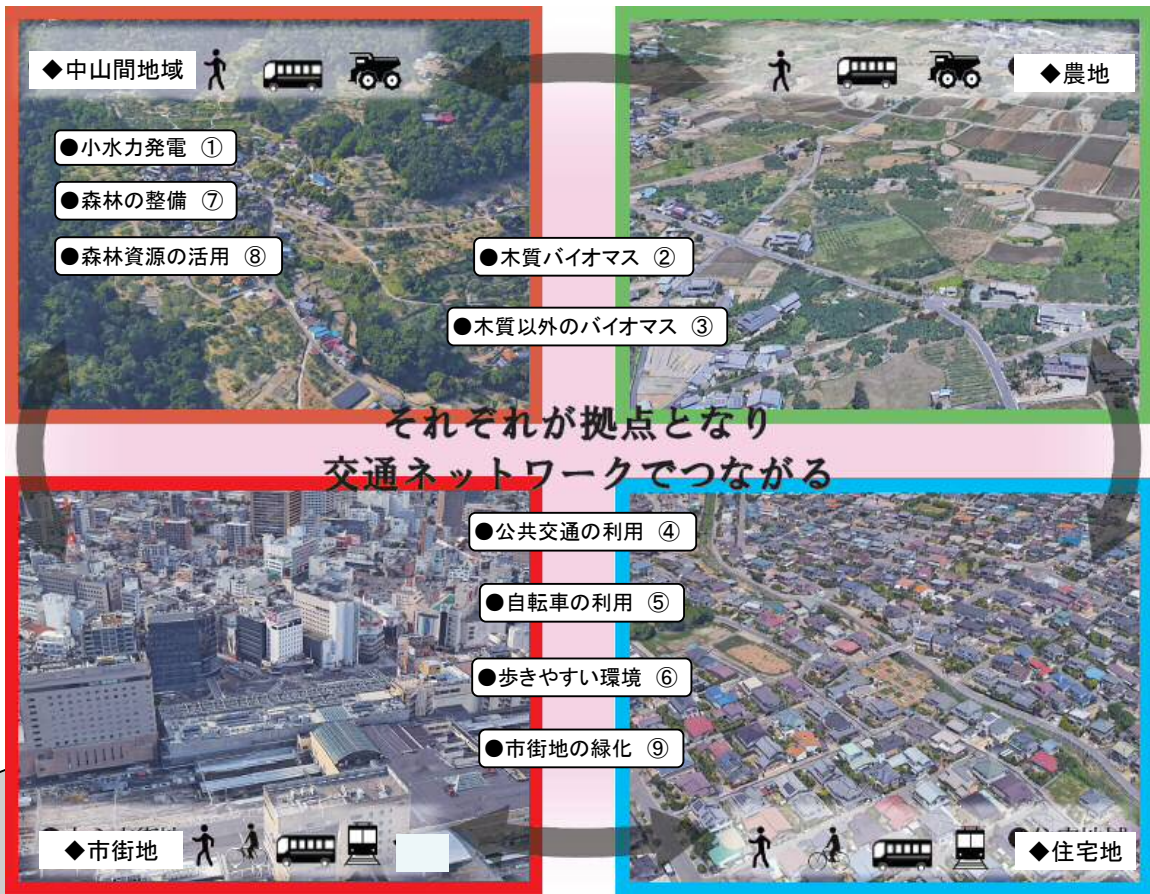 ◆中山間地域
◆農地
●小水力発電 ①
●森林の整備 ⑦
●森林資源の活用 ⑧
●木質バイオマス ②
●木質以外のバイオマス ③
それぞれが拠点となり
交通ネットワークでつながる
●公共交通の利用 ④
●自転車の利用 ⑤
●歩きやすい環境 ⑥
●市街地の緑化 ⑨
◆市街地
◆住宅地